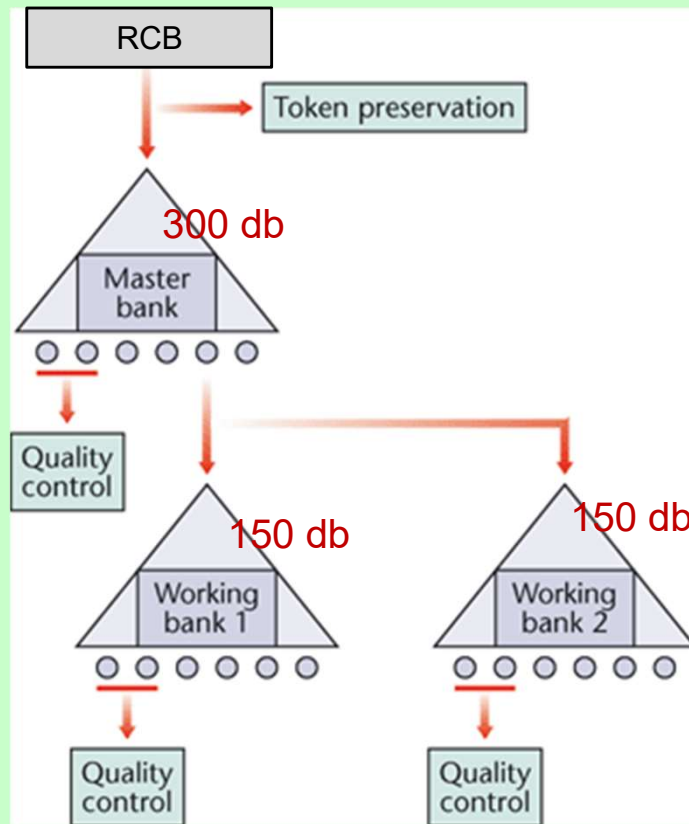 RCB
Token preservation
300 db
Master
bank
Quality
control
150 db
150 db
Working
bank 1
Working
bank 2
Quality
control
Quality
control